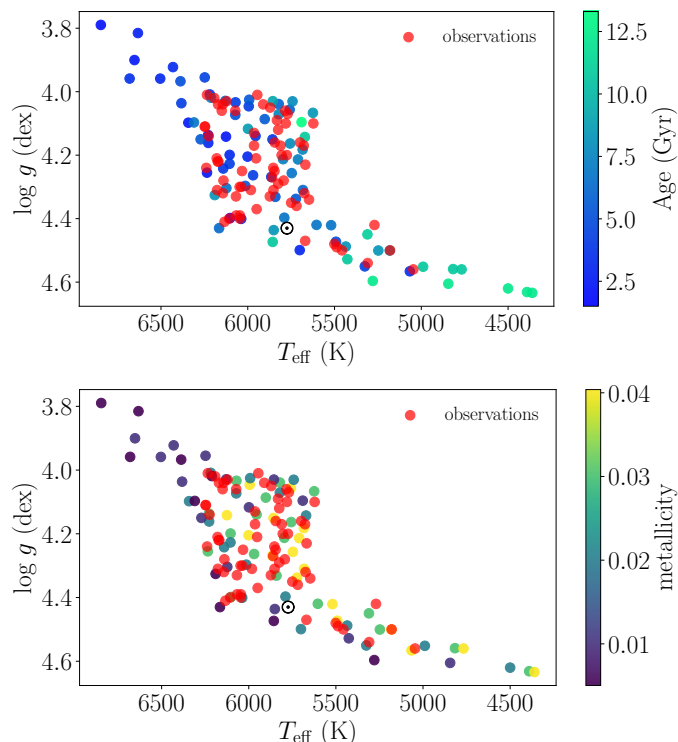 observations
3.8
4.0
4.2
4.4
4.6
log g (dex)
6500 6000 5500 5000 4500
T_eff (K)
12.5
10.0
7.5
5.0
2.5
Age (Gyr)
observations
3.8
4.0
4.2
4.4
4.6
log g (dex)
6500 6000 5500 5000 4500
T_eff (K)
0.04
0.03
0.02
0.01
metallicity